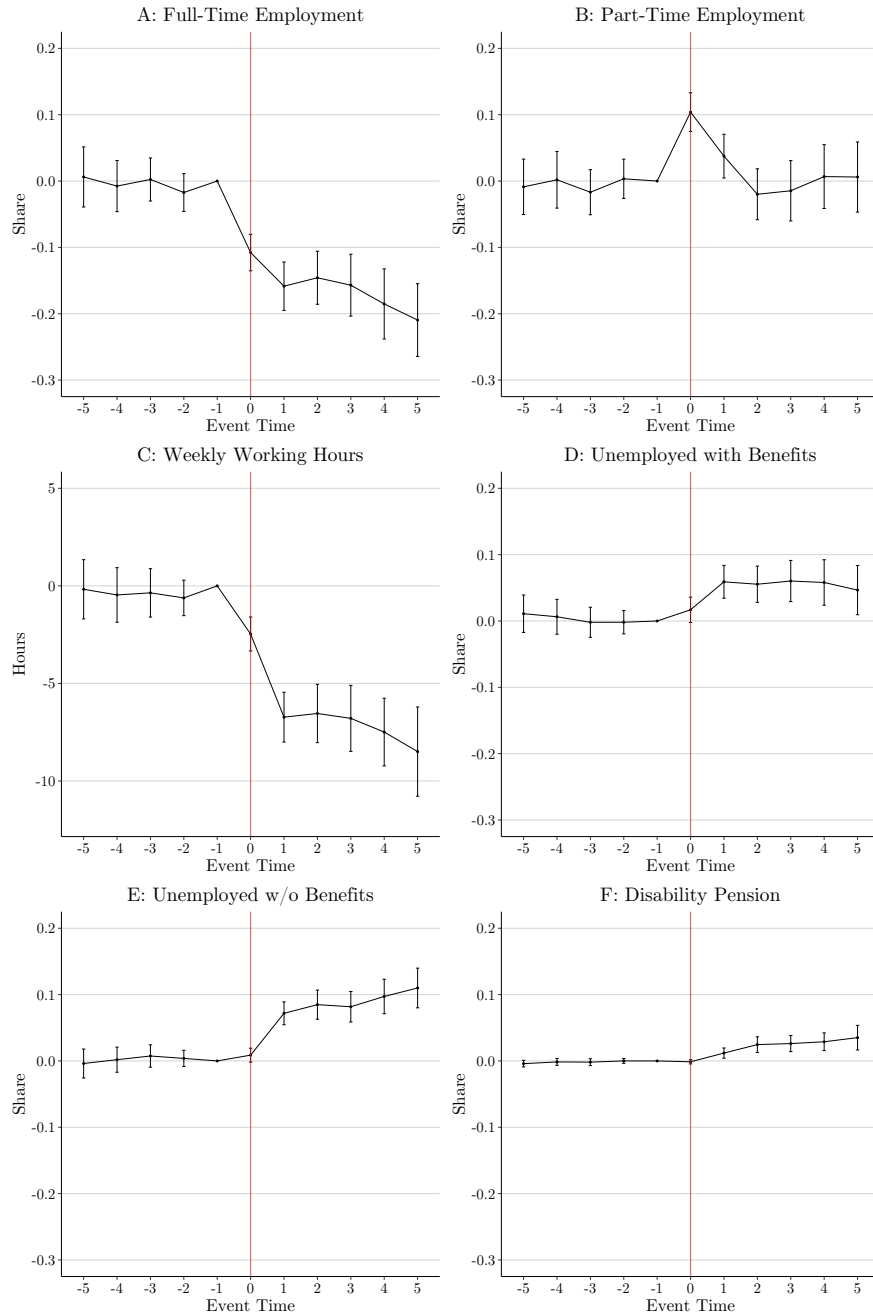 A: Full-Time Employment
0.2
0.1
0.0
-0.1
-0.2
-0.3
Share
-5 -4 -3 -2 -1 0 1 2 3 4 5
Event Time
B: Part-Time Employment
0.2
0.1
0.0
-0.1
-0.2
-0.3
Share
-5 -4 -3 -2 -1 0 1 2 3 4 5
Event Time
C: Weekly Working Hours
5
0
-5
-10
Hours
-5 -4 -3 -2 -1 0 1 2 3 4 5
Event Time
D: Unemployed with Benefits
0.2
0.1
0.0
-0.1
-0.2
-0.3
Share
-5 -4 -3 -2 -1 0 1 2 3 4 5
Event Time
E: Unemployed w/o Benefits
0.2
0.1
0.0
-0.1
-0.2
-0.3
Share
-5 -4 -3 -2 -1 0 1 2 3 4 5
Event Time
F: Disability Pension
0.2
0.1
0.0
-0.1
-0.2
-0.3
Share
-5 -4 -3 -2 -1 0 1 2 3 4 5
Event Time